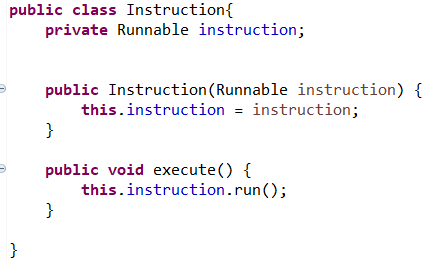 public class Instruction{
    private Runnable instruction;
    public Instruction(Runnable instruction) {
        this.instruction = instruction;
    }
    public void execute() {
        this.instruction.run();
    }
}